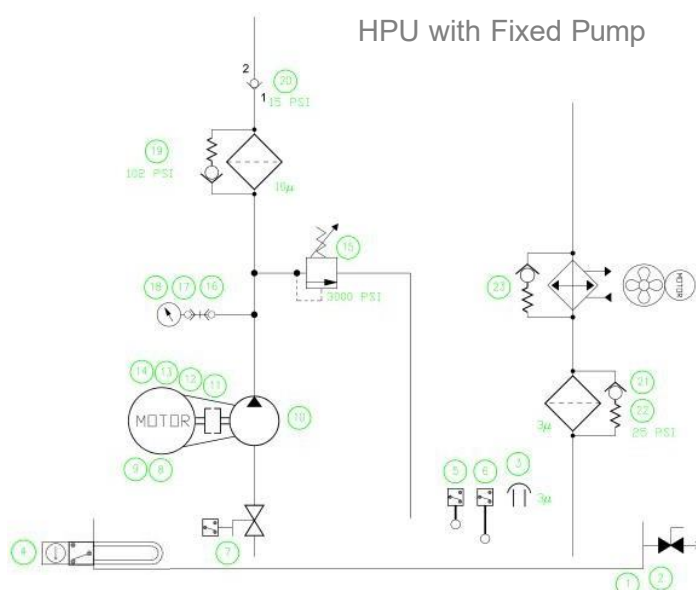 HPU with Fixed Pump
2
20
1
15 PSI
19
102 PSI
16μ
15
3000 PSI
18 17 16
23
MOTOR
14 13 12 11
MOTOR
10
9 8
21
22
3μ
25 PSI
5 6 3
3μ
4
7
1 2